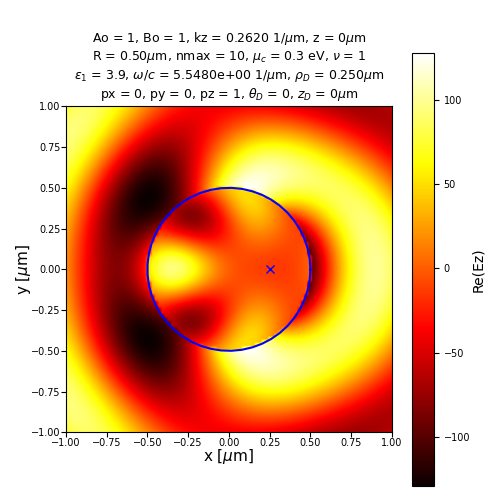 Ao = 1, Bo = 1, kz = 0.2620 1/μm, z = 0μm
R = 0.50μm, nmax = 10, μ_c = 0.3 eV, ν = 1
ε₁ = 3.9, ω/c = 5.5480e+00 1/μm, ρ_D = 0.250μm
px = 0, py = 0, pz = 1, θ_D = 0, z_D = 0μm
1.00
0.75
0.50
0.25
0.00
−0.25
−0.50
−0.75
−1.00
y [μm]
−1.00 −0.75 −0.50 −0.25 0.00 0.25 0.50 0.75 1.00
x [μm]
100
50
0
−50
−100
Re(Ez)